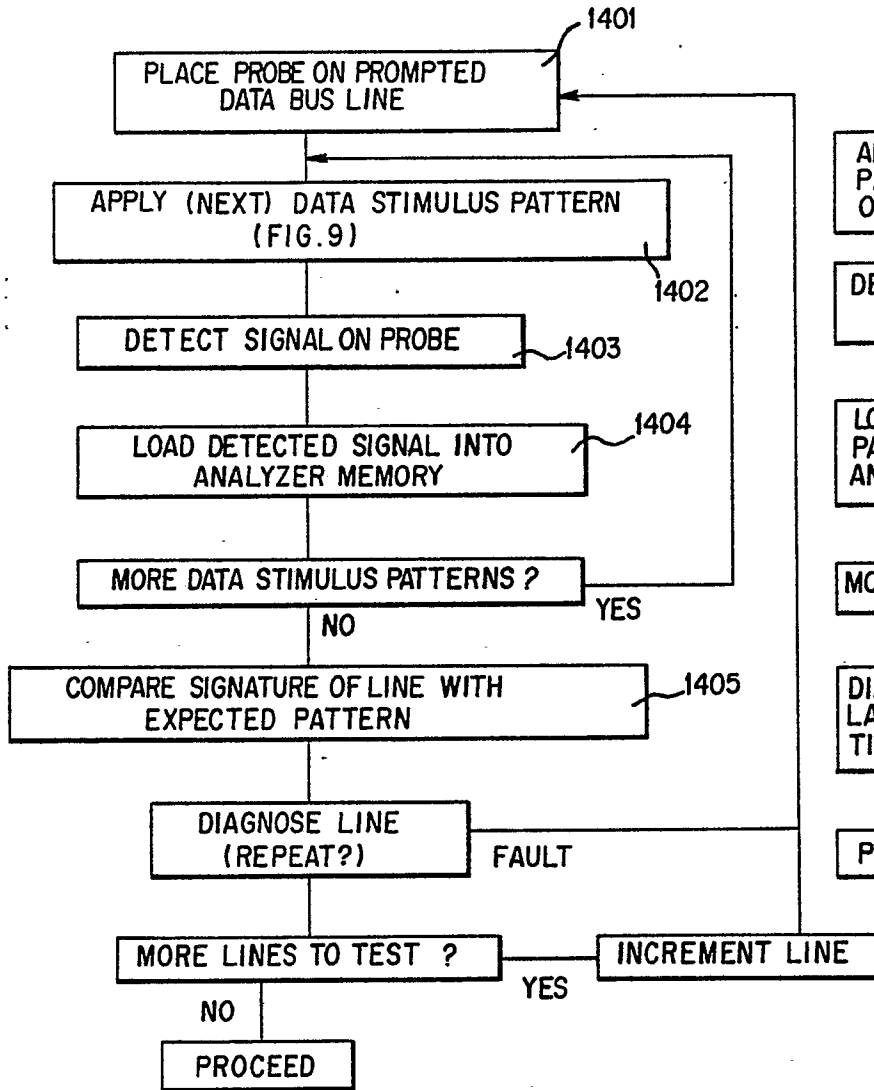 1401
PLACE PROBE ON PROMPTED
DATA BUS LINE
APPLY (NEXT) DATA STIMULUS PATTERN
(FIG.9)
1402
DETECT SIGNAL ON PROBE
1403
LOAD DETECTED SIGNAL INTO
ANALYZER MEMORY
1404
MORE DATA STIMULUS PATTERNS ?
YES
NO
COMPARE SIGNATURE OF LINE WITH
EXPECTED PATTERN
1405
DIAGNOSE LINE
(REPEAT?)
FAULT
MORE LINES TO TEST ?
YES
INCREMENT LINE
NO
PROCEED